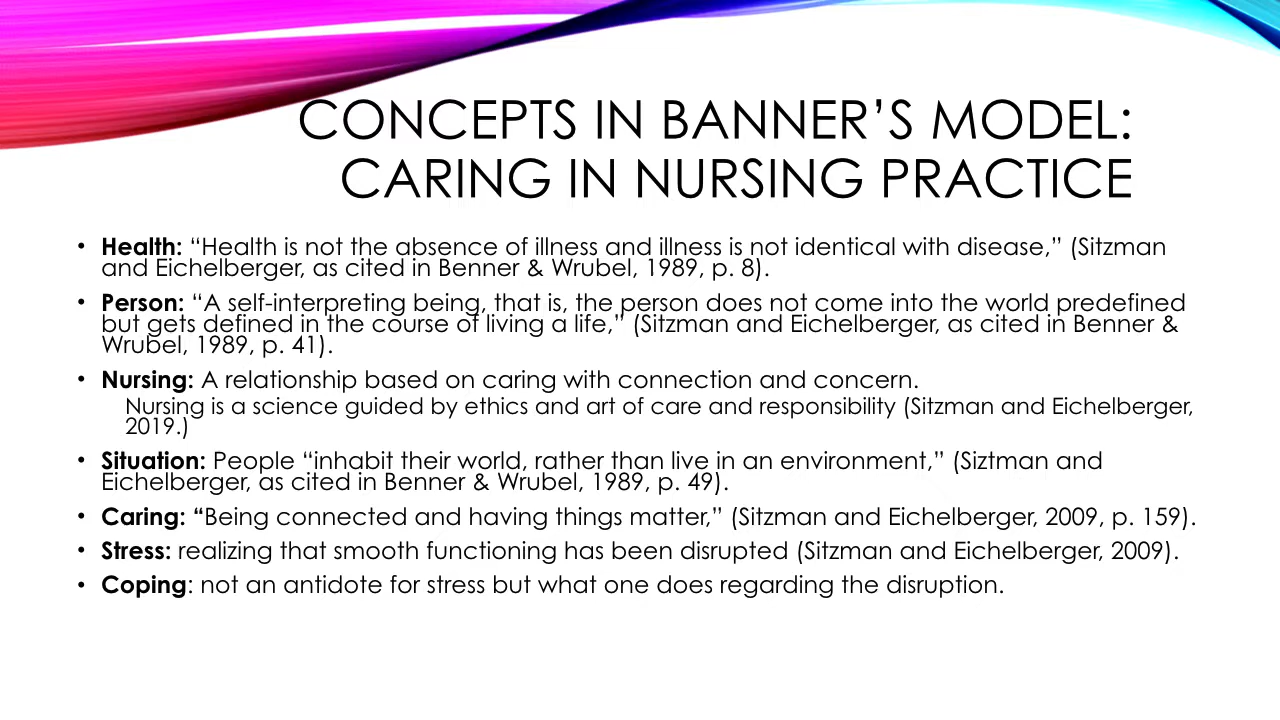 CONCEPTS IN BANNER’S MODEL:
CARING IN NURSING PRACTICE
• Health: “Health is not the absence of illness and illness is not identical with disease,” (Sitzman
and Eichelberger, as cited in Benner & Wrubel, 1989, p. 8).
• Person: “A self-interpreting being, that is, the person does not come into the world predefined
but gets defined in the course of living a life,” (Sitzman and Eichelberger, as cited in Benner &
Wrubel, 1989, p. 41).
• Nursing: A relationship based on caring with connection and concern.
Nursing is a science guided by ethics and art of care and responsibility (Sitzman and Eichelberger,
2019.)
• Situation: People “inhabit their world, rather than live in an environment,” (Siztman and
Eichelberger, as cited in Benner & Wrubel, 1989, p. 49).
• Caring: “Being connected and having things matter,” (Sitzman and Eichelberger, 2009, p. 159).
• Stress: realizing that smooth functioning has been disrupted (Sitzman and Eichelberger, 2009).
• Coping: not an antidote for stress but what one does regarding the disruption.